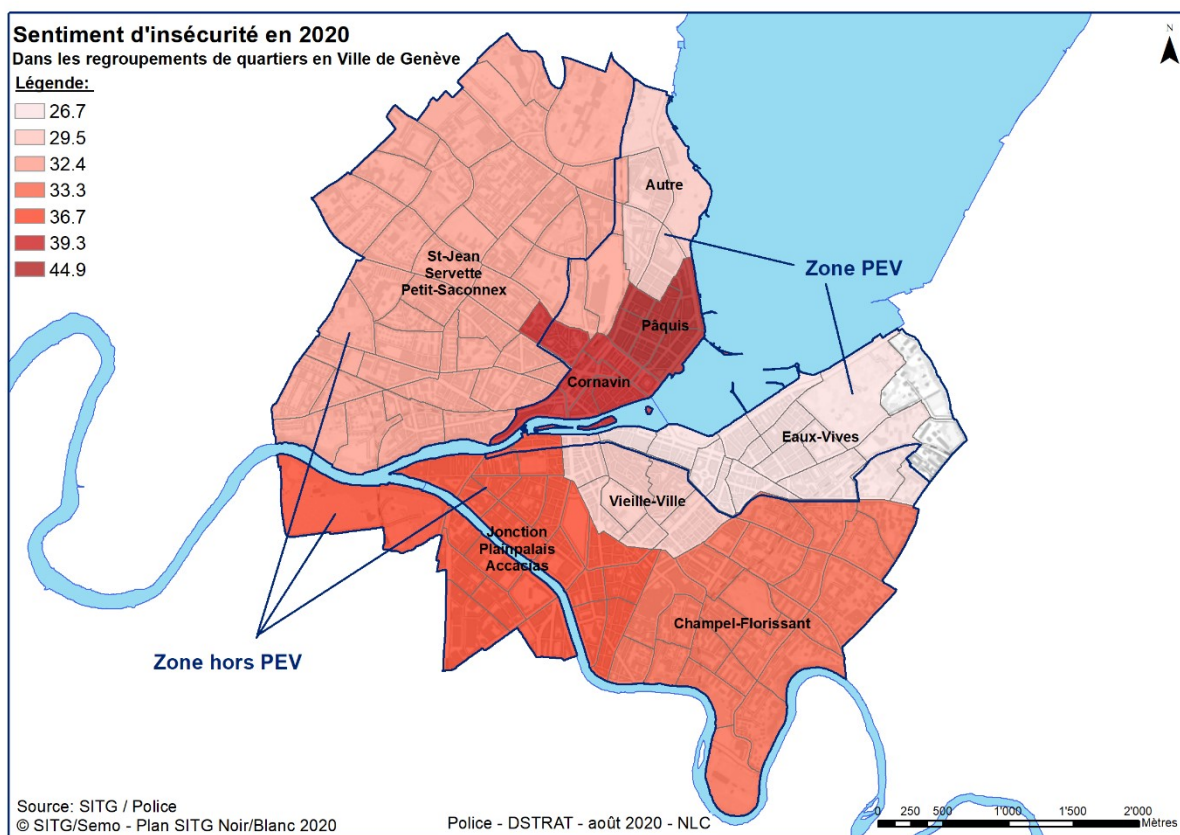 Sentiment d'insécurité en 2020
Dans les regroupements de quartiers en Ville de Genève
Légende:
26.7
29.5
32.4
33.3
36.7
39.3
44.9
N
Autre
Zone PEV
St-Jean
Servette
Petit-Saconnex
Pâquis
Cornavin
Eaux-Vives
Vieille-Ville
Jonction
Plainpalais
Accacias
Champel-Florissant
Zone hors PEV
Source: SITG / Police
© SITG/Semo - Plan SITG Noir/Blanc 2020
Police - DSTRAT - août 2020 - NLC
0 250 500 1'000 1'500 2'000
Mètres